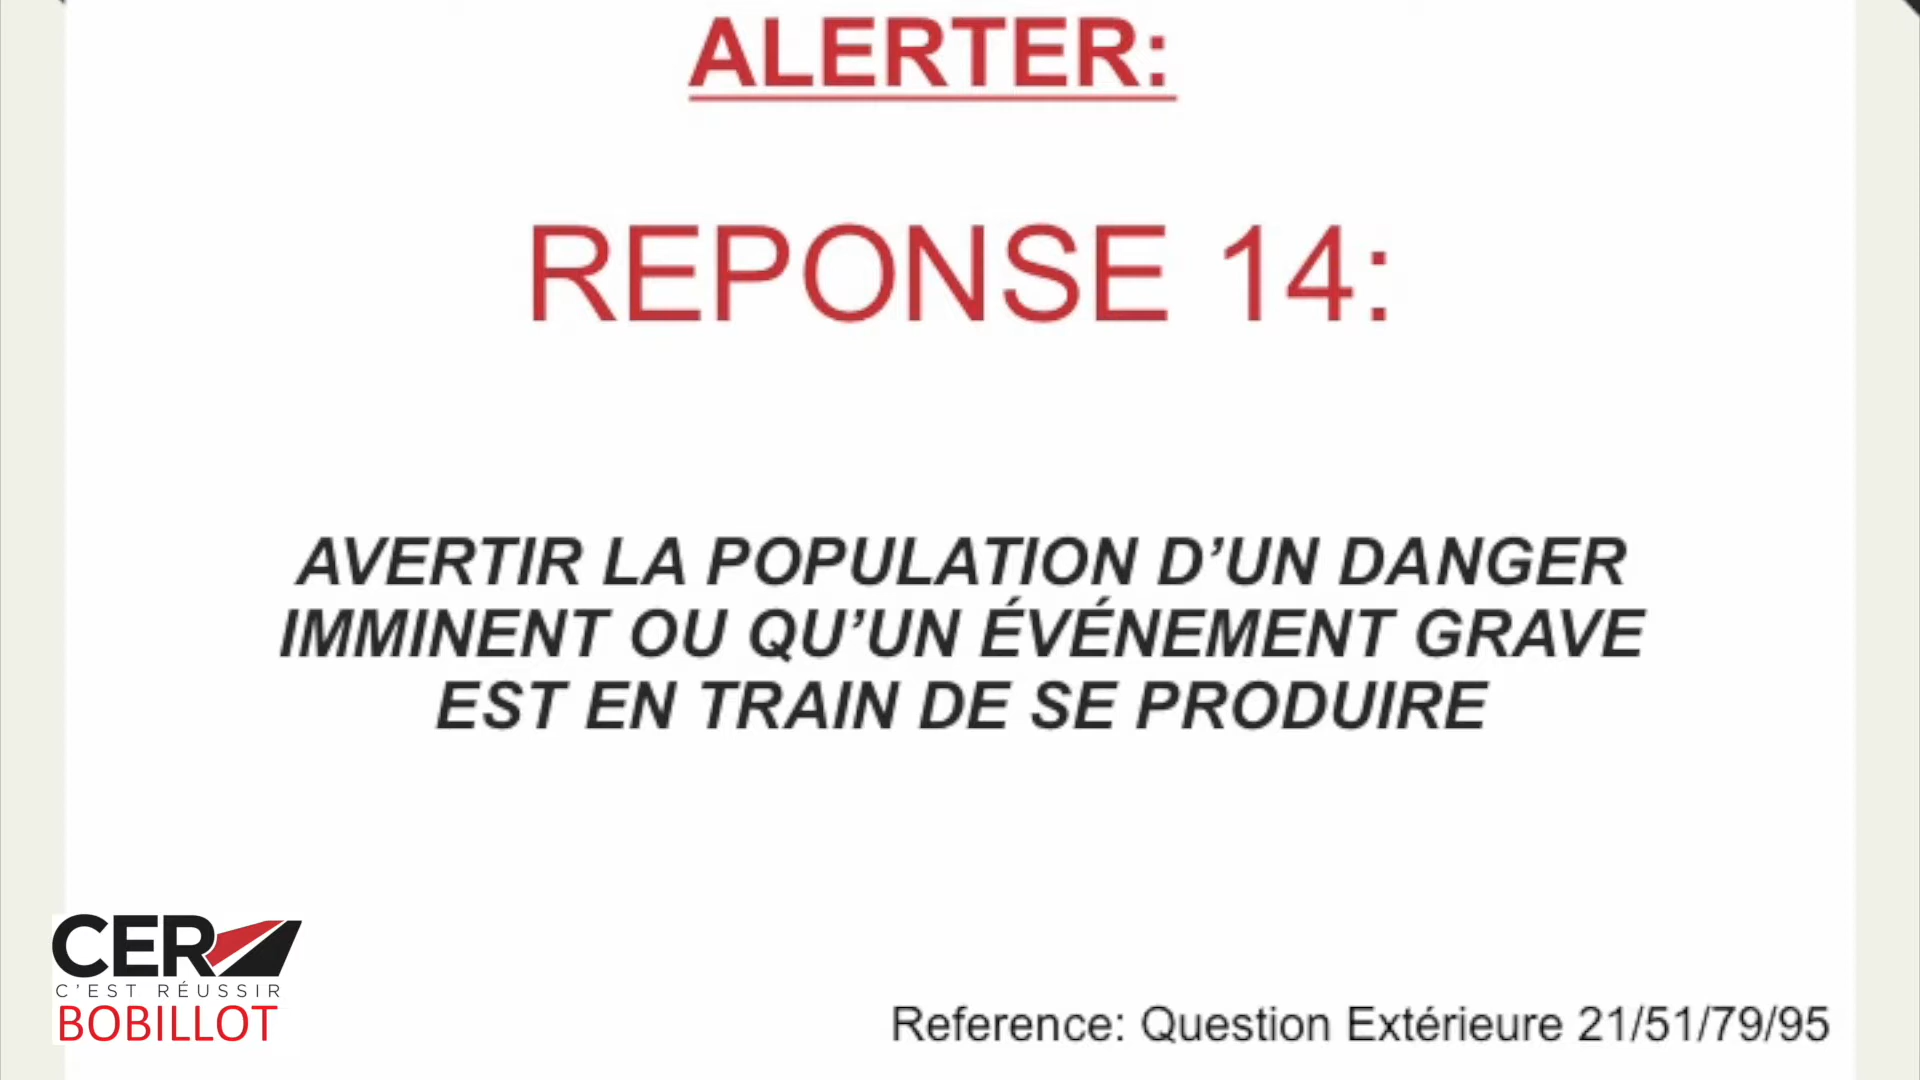 ALERTER:
REPONSE 14:
AVERTIR LA POPULATION D’UN DANGER
IMMINENT OU QU’UN ÉVÉNEMENT GRAVE
EST EN TRAIN DE SE PRODUIRE
CER
C'EST RÉUSSIR
BOBILLOT
Reference: Question Extérieure 21/51/79/95